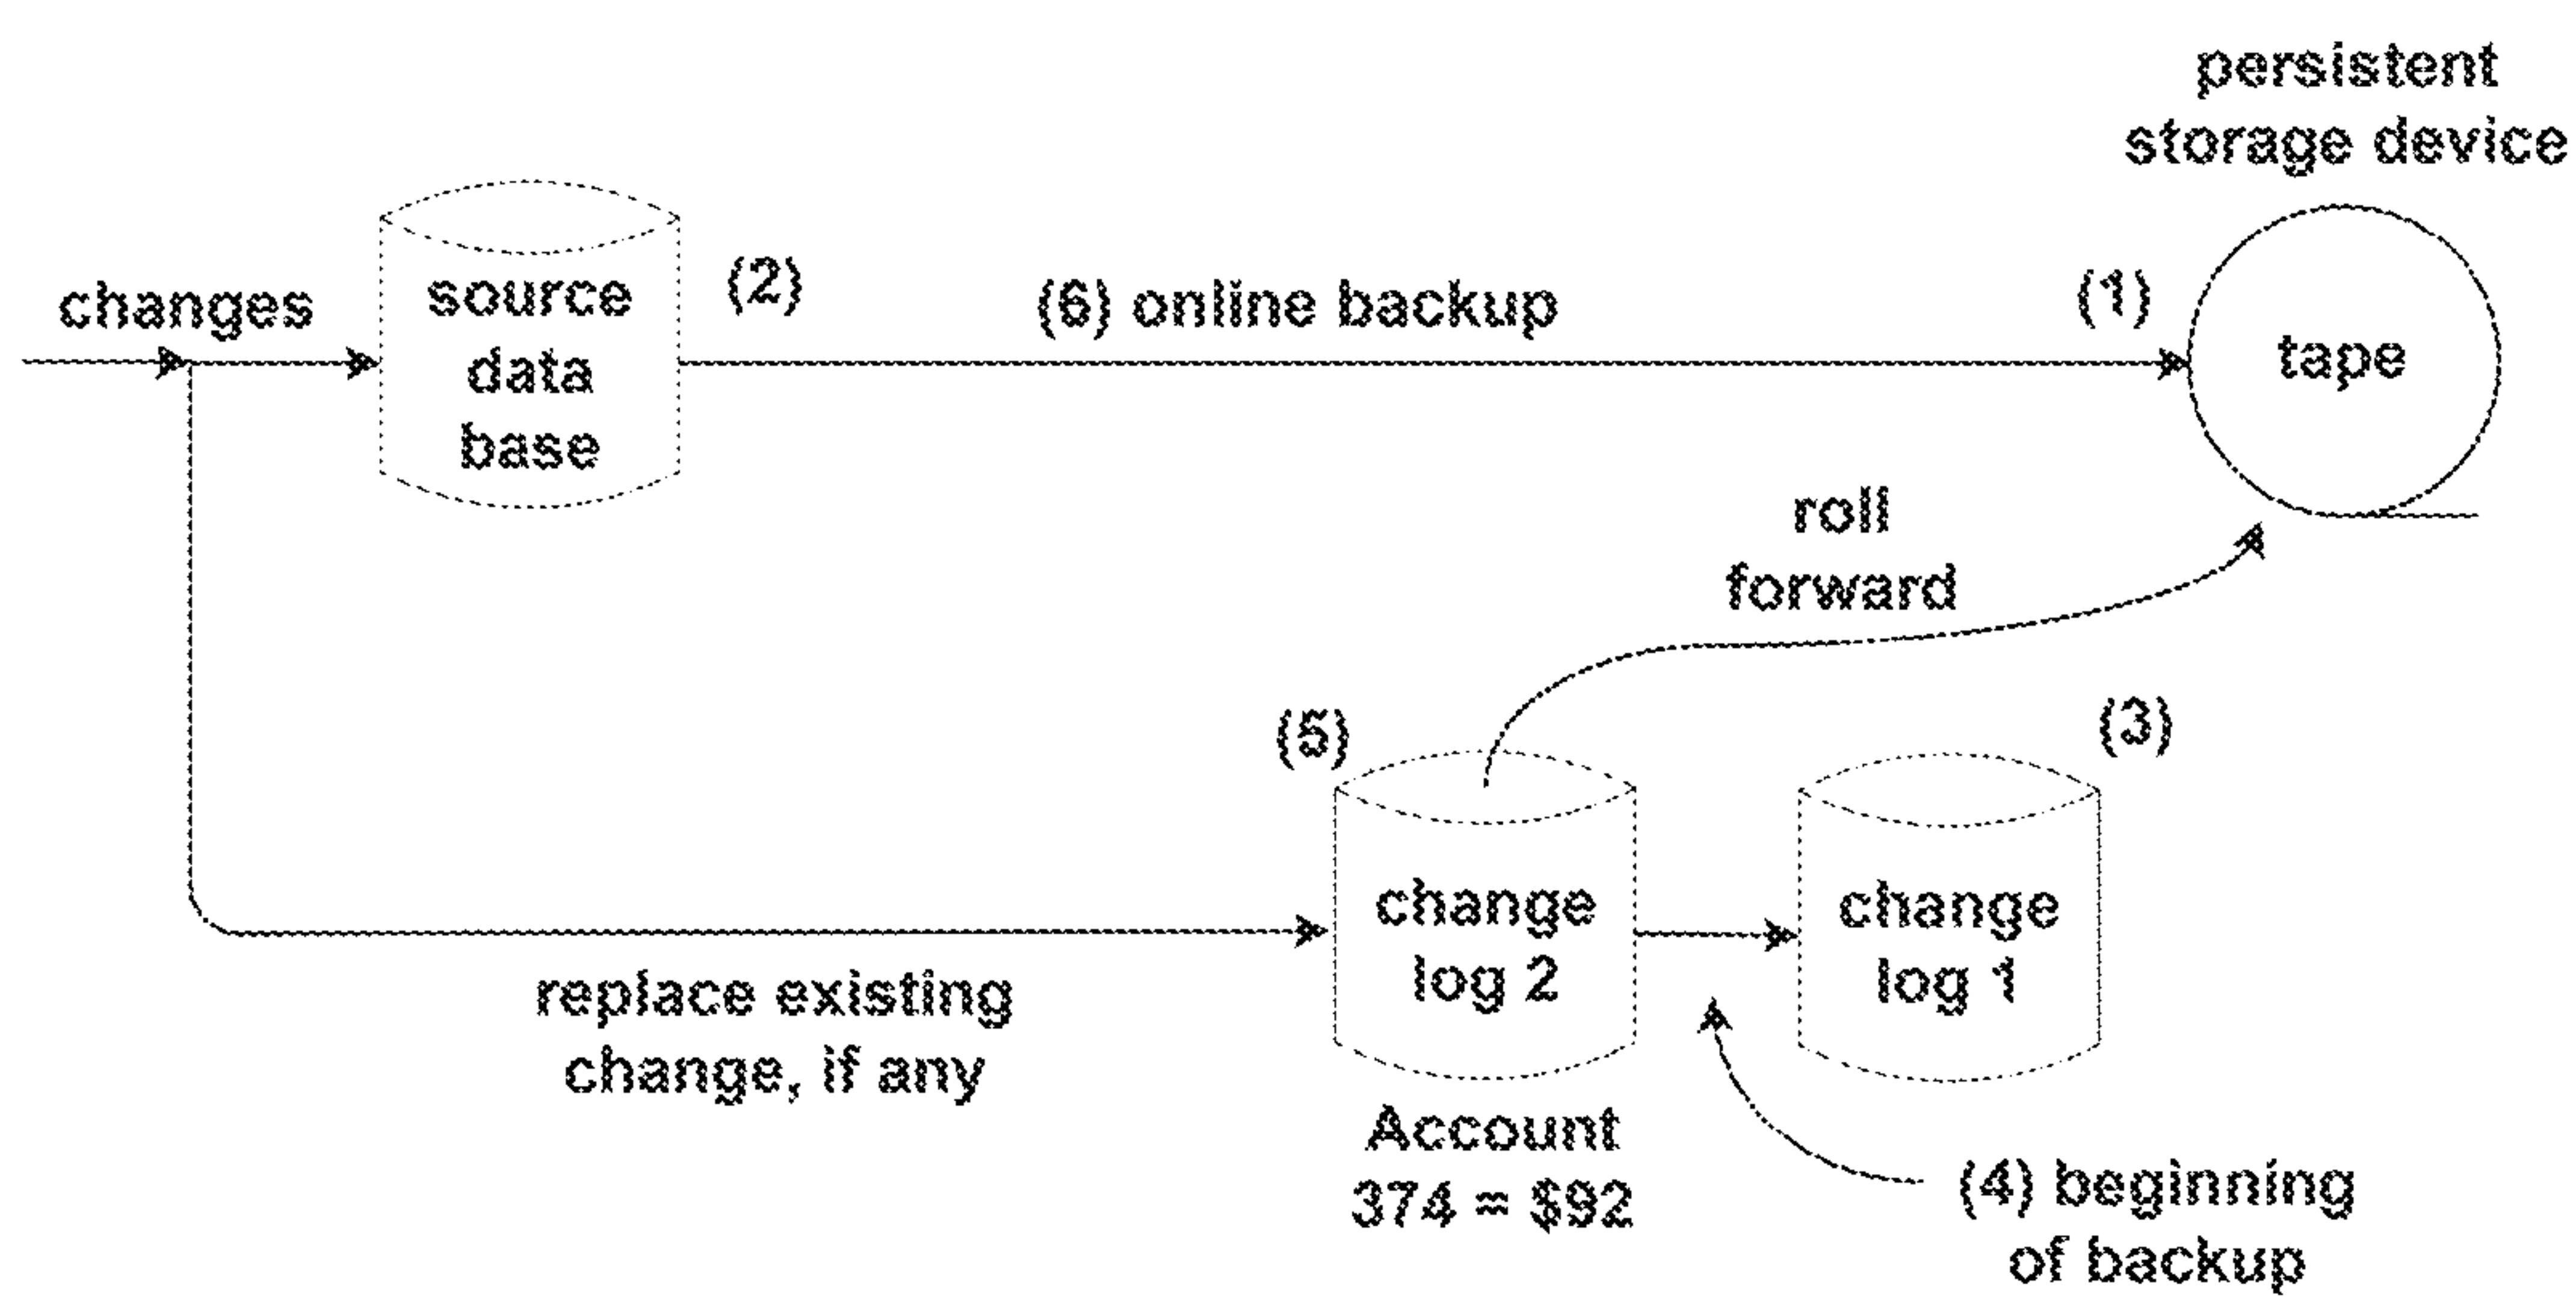 persistent
storage device
changes
source
data
base
(2)
(6) online backup
(1)
tape
roll
forward
(5)
(3)
change
log 2
change
log 1
replace existing
change, if any
Account
374 = $92
(4) beginning
of backup